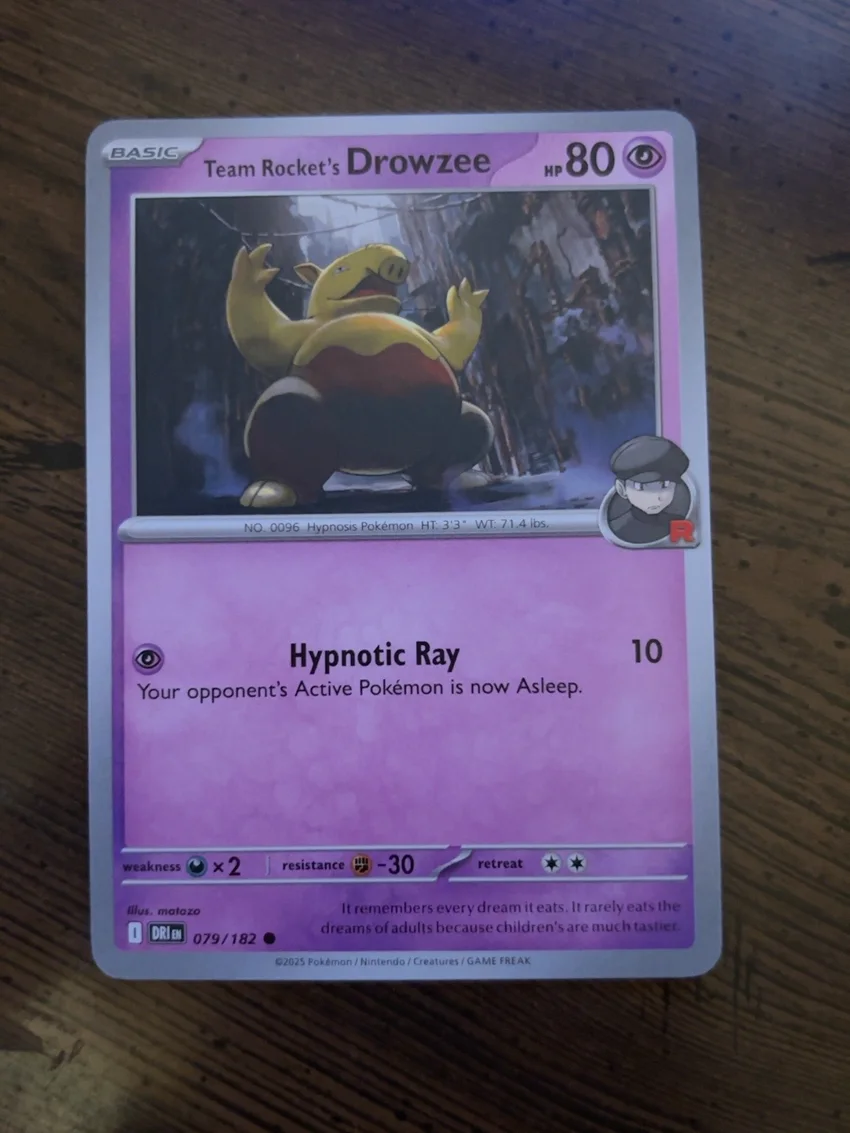 BASIC
Team Rocket's Drowzee HP 80
NO. 0096 Hypnosis Pokémon HT: 3'3" WT: 71.4 lbs.
R
Hypnotic Ray 10
Your opponent's Active Pokémon is now Asleep.
weakness ×2 resistance -30 retreat
Illus. matazo
It remembers every dream it eats. It rarely eats the
dreams of adults because children's are much tastier.
I DRI EN 079/182
©2025 Pokémon / Nintendo / Creatures / GAME FREAK